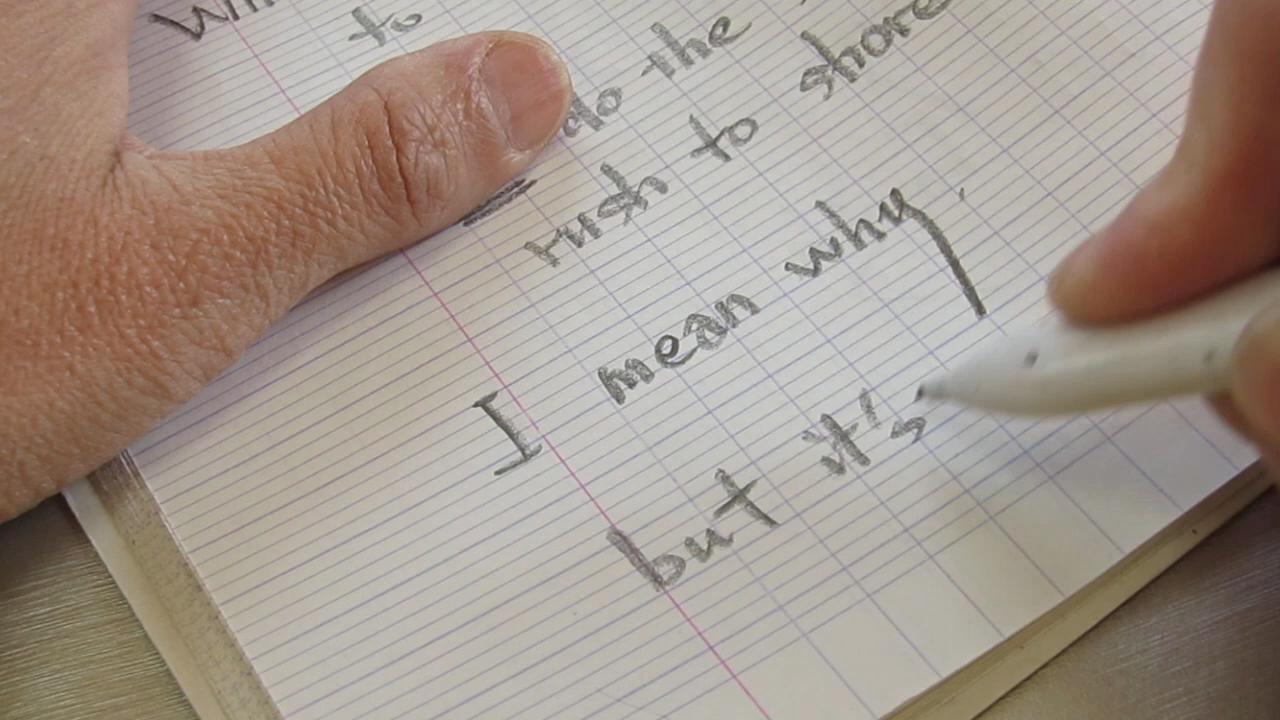 to
do the
rush to shore
I mean why,
but it's